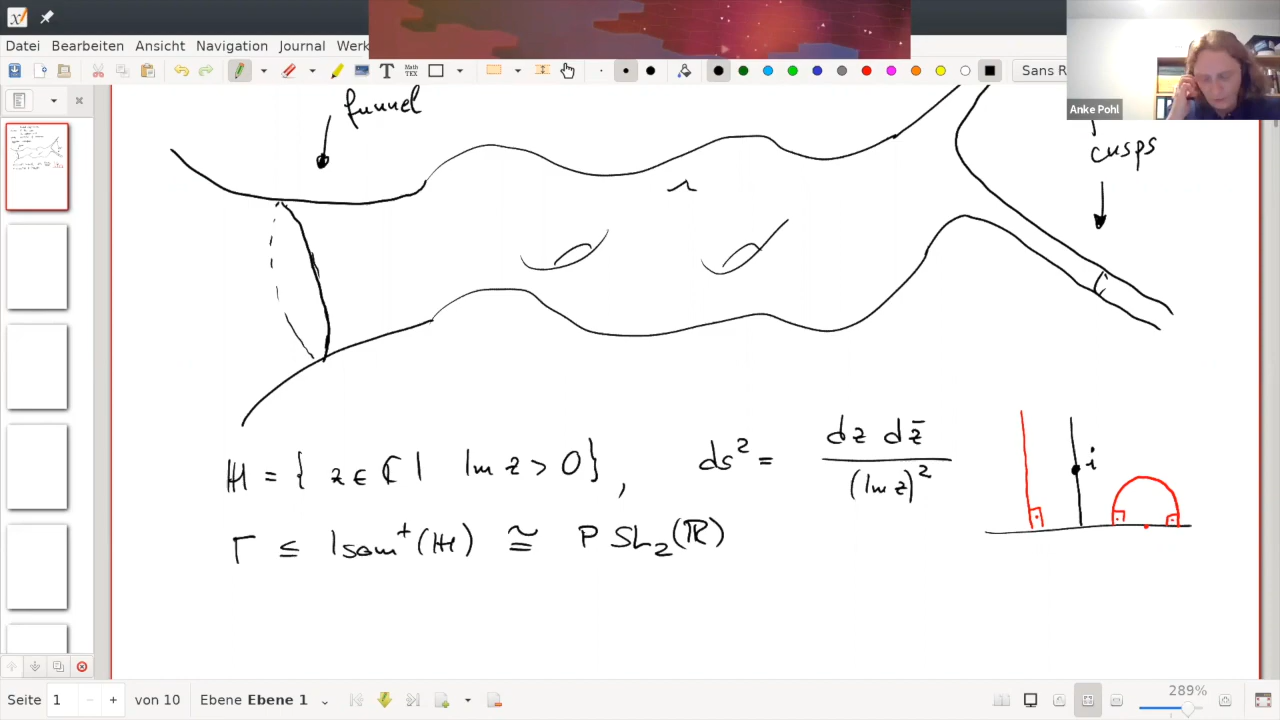 Datei Bearbeiten Ansicht Navigation Journal Werk
Sans R
Anke Pohl
funnel
cusps
ℍ = { z ∈ ℂ | Im z > 0 } , ds² = dz dz̄ / (Im z)²
i
Γ ≤ Isom⁺(ℍ) ≅ PSL₂(ℝ)
Seite 1 von 10 Ebene Ebene 1 289%